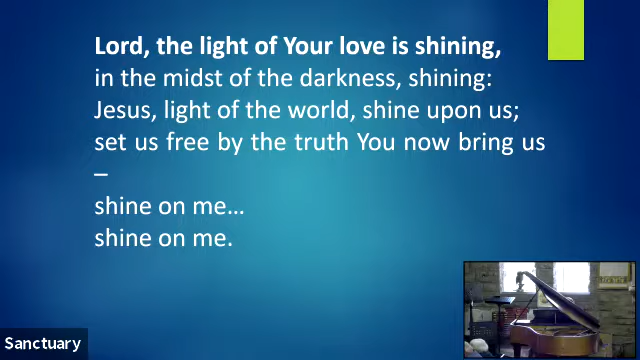 Lord, the light of Your love is shining,
in the midst of the darkness, shining:
Jesus, light of the world, shine upon us;
set us free by the truth You now bring us
–
shine on me…
shine on me.
Sanctuary